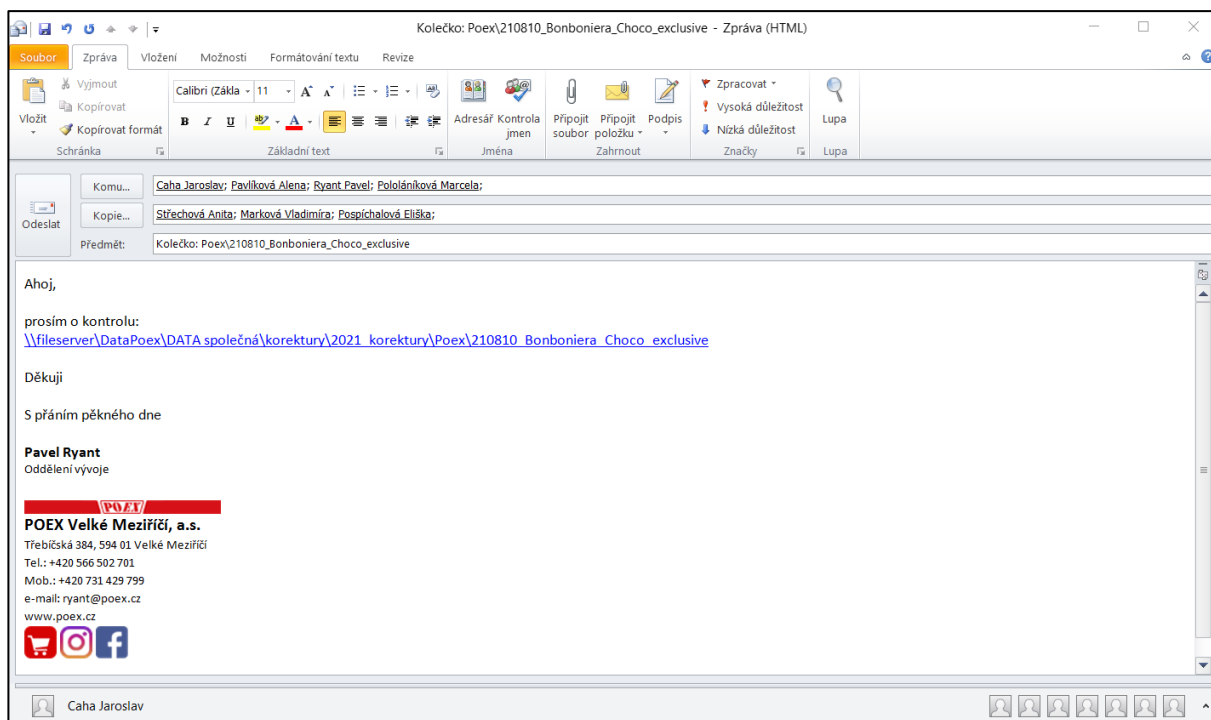 Kolečko: Poex\210810_Bonboniera_Choco_exclusive - Zpráva (HTML)
Soubor Zpráva Vložení Možnosti Formátování textu Revize
Vložit
Vyjmout
Kopírovat
Kopírovat formát
Schránka
Calibri (Zákla 11
B I U
Základní text
Adresář Kontrola jmen
Jména
Připojit soubor Připojit položku Podpis
Zahrnout
Zpracovat
Vysoká důležitost
Nízká důležitost
Značky
Lupa
Lupa
Odeslat
Komu... Caha Jaroslav; Pavlíková Alena; Ryant Pavel; Pololáníková Marcela;
Kopie... Střechová Anita; Marková Vladimíra; Pospíchalová Eliška;
Předmět: Kolečko: Poex\210810_Bonboniera_Choco_exclusive
Ahoj,
prosím o kontrolu:
\\fileserver\DataPoex\DATA společná\korektury\2021_korektury\Poex\210810_Bonboniera_Choco_exclusive
Děkuji
S přáním pěkného dne
Pavel Ryant
Oddělení vývoje
POEX
POEX Velké Meziříčí, a.s.
Třebíčská 384, 594 01 Velké Meziříčí
Tel.: +420 566 502 701
Mob.: +420 731 429 799
e-mail: ryant@poex.cz
www.poex.cz
Caha Jaroslav